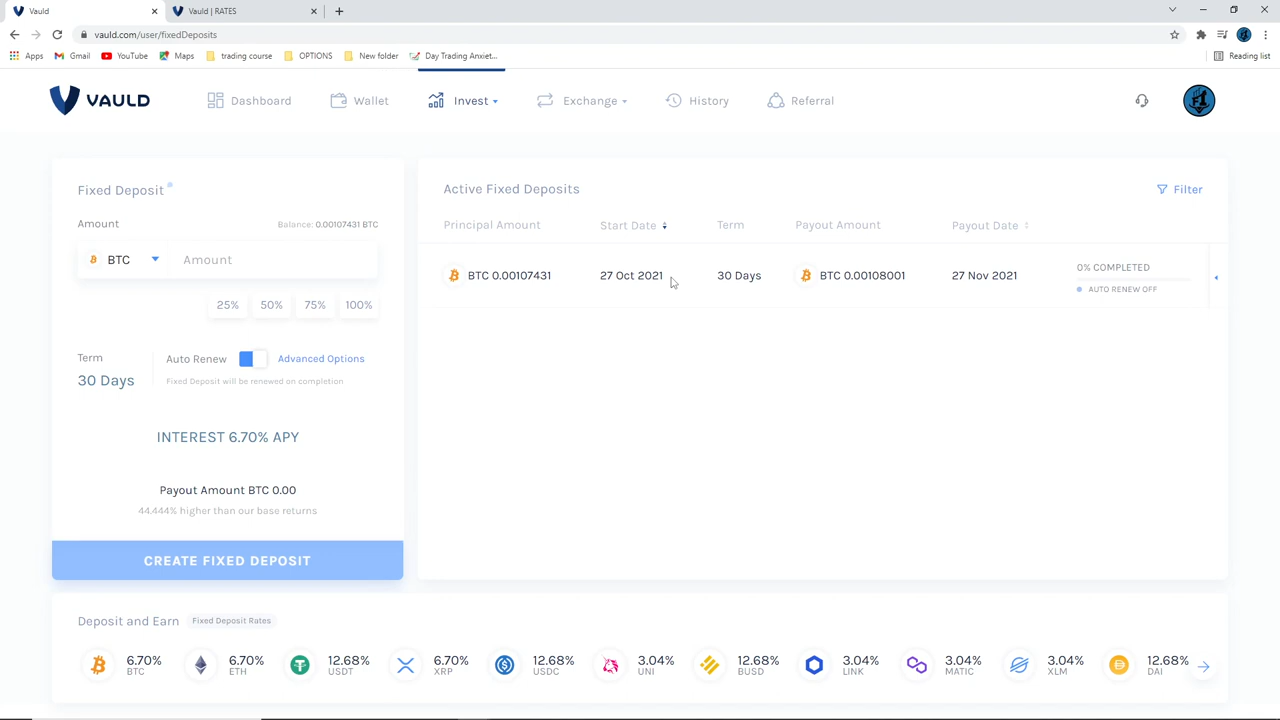 Vauld
Vauld | RATES
vauld.com/user/fixedDeposits
Apps
Gmail
YouTube
Maps
trading course
OPTIONS
New folder
Day Trading Anxiet...
Reading list
VAULD
Dashboard
Wallet
Invest
Exchange
History
Referral
Fixed Deposit
Amount
Balance: 0.00107431 BTC
BTC
Amount
25%
50%
75%
100%
Term
30 Days
Auto Renew
Advanced Options
Fixed Deposit will be renewed on completion
INTEREST 6.70% APY
Payout Amount BTC 0.00
44.444% higher than our base returns
CREATE FIXED DEPOSIT
Active Fixed Deposits
Filter
Principal Amount
Start Date
Term
Payout Amount
Payout Date
BTC 0.00107431
27 Oct 2021
30 Days
BTC 0.00108001
27 Nov 2021
0% COMPLETED
AUTO RENEW OFF
Deposit and Earn
Fixed Deposit Rates
6.70%
BTC
6.70%
ETH
12.68%
USDT
6.70%
XRP
12.68%
USDC
3.04%
UNI
12.68%
BUSD
3.04%
LINK
3.04%
MATIC
3.04%
XLM
12.68%
DAI